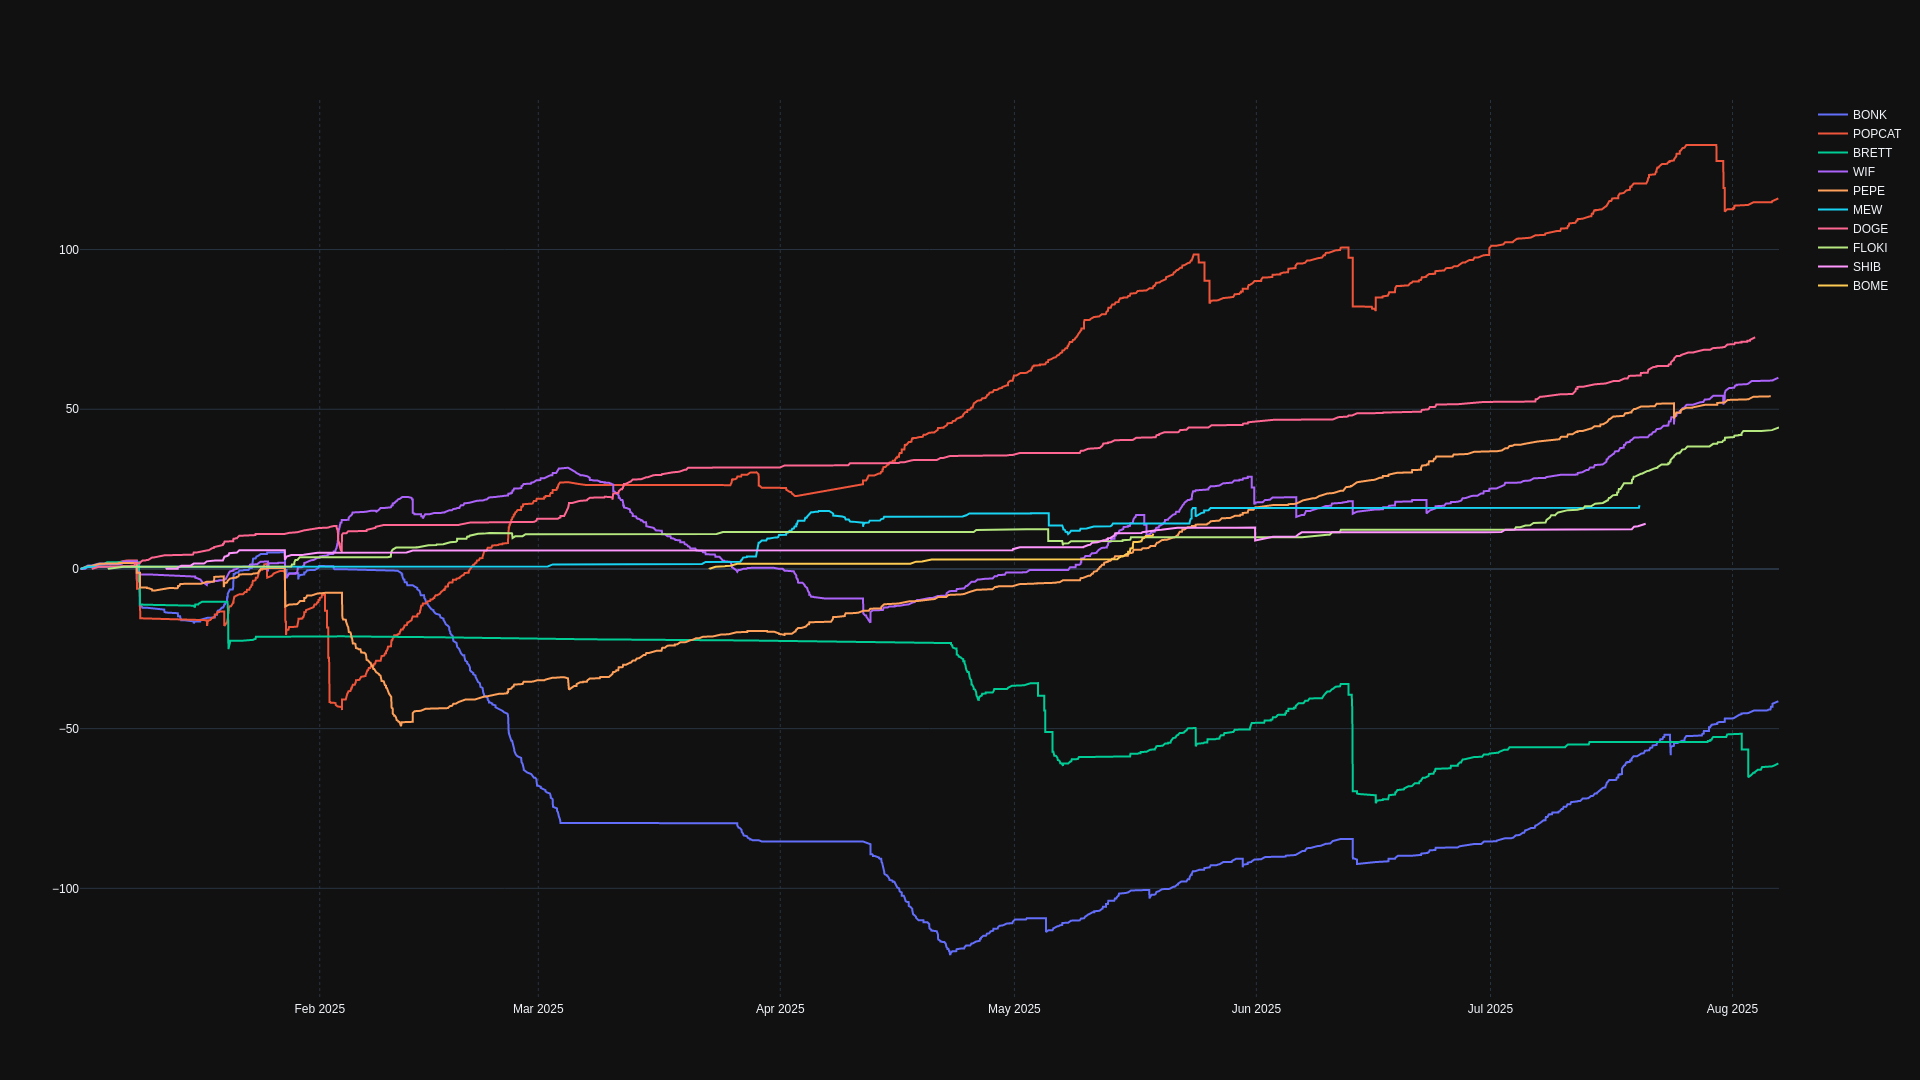 BONK
POPCAT
BRETT
WIF
PEPE
MEW
DOGE
FLOKI
SHIB
BOME
100
50
0
−50
−100
Feb 2025
Mar 2025
Apr 2025
May 2025
Jun 2025
Jul 2025
Aug 2025